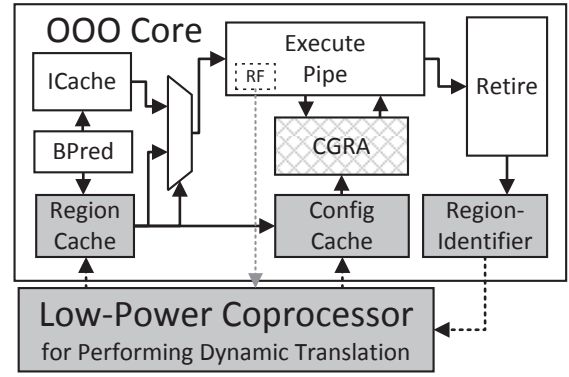 OOO Core
ICache
BPred
Region
Cache
RF
Execute
Pipe
CGRA
Config
Cache
Retire
Region-
Identifier
Low-Power Coprocessor
for Performing Dynamic Translation